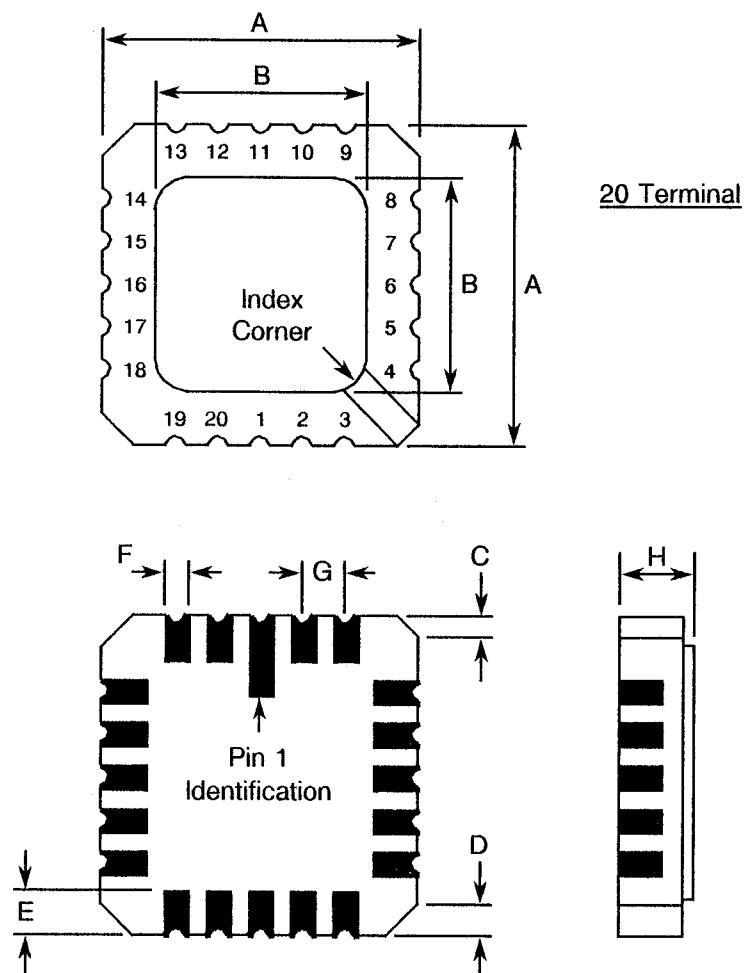 A
B
13 12 11 10 9
14 8
20 Terminal
15 7
16 6
B A
Index
Corner
17 5
18 4
19 20 1 2 3
F G C H
Pin 1
Identification
D
E